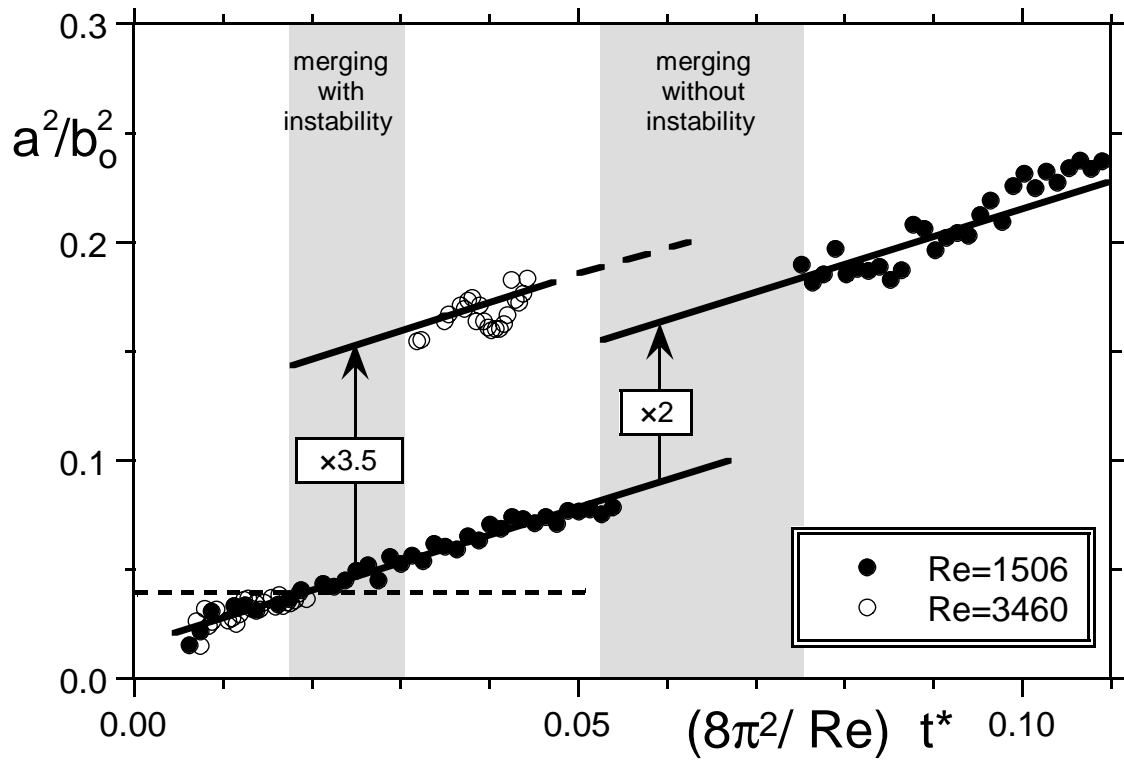 0.3
merging
with
instability
merging
without
instability
a²/b₀²
0.2
×2
×3.5
0.1
Re=1506
Re=3460
0.0
0.00
0.05
(8π²/ Re) t*
0.10